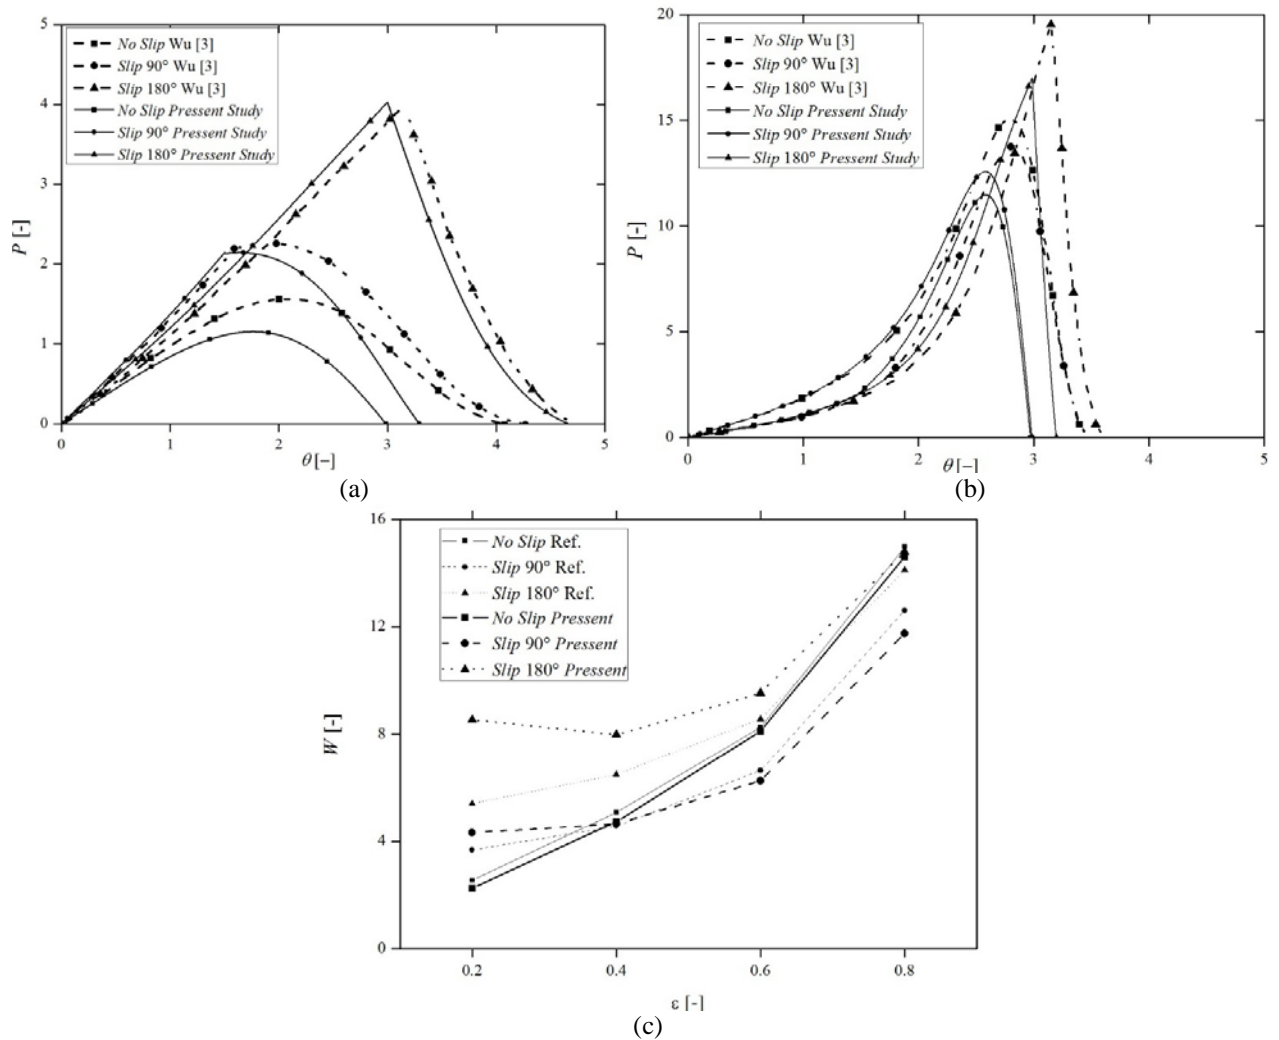 5
4
3
2
1
0
P [-]
No Slip Wu [3]
Slip 90° Wu [3]
Slip 180° Wu [3]
No Slip Pressent Study
Slip 90° Pressent Study
Slip 180° Pressent Study
0 1 2 3 4 5
θ [–]
(a)
20
15
10
5
0
P [-]
No Slip Wu [3]
Slip 90° Wu [3]
Slip 180° Wu [3]
No Slip Pressent Study
Slip 90° Pressent Study
Slip 180° Pressent Study
0 1 2 3 4 5
θ [–]
(b)
16
12
8
4
0
W [-]
No Slip Ref.
Slip 90° Ref.
Slip 180° Ref.
No Slip Pressent
Slip 90° Pressent
Slip 180° Pressent
0.2 0.4 0.6 0.8
ε [-]
(c)